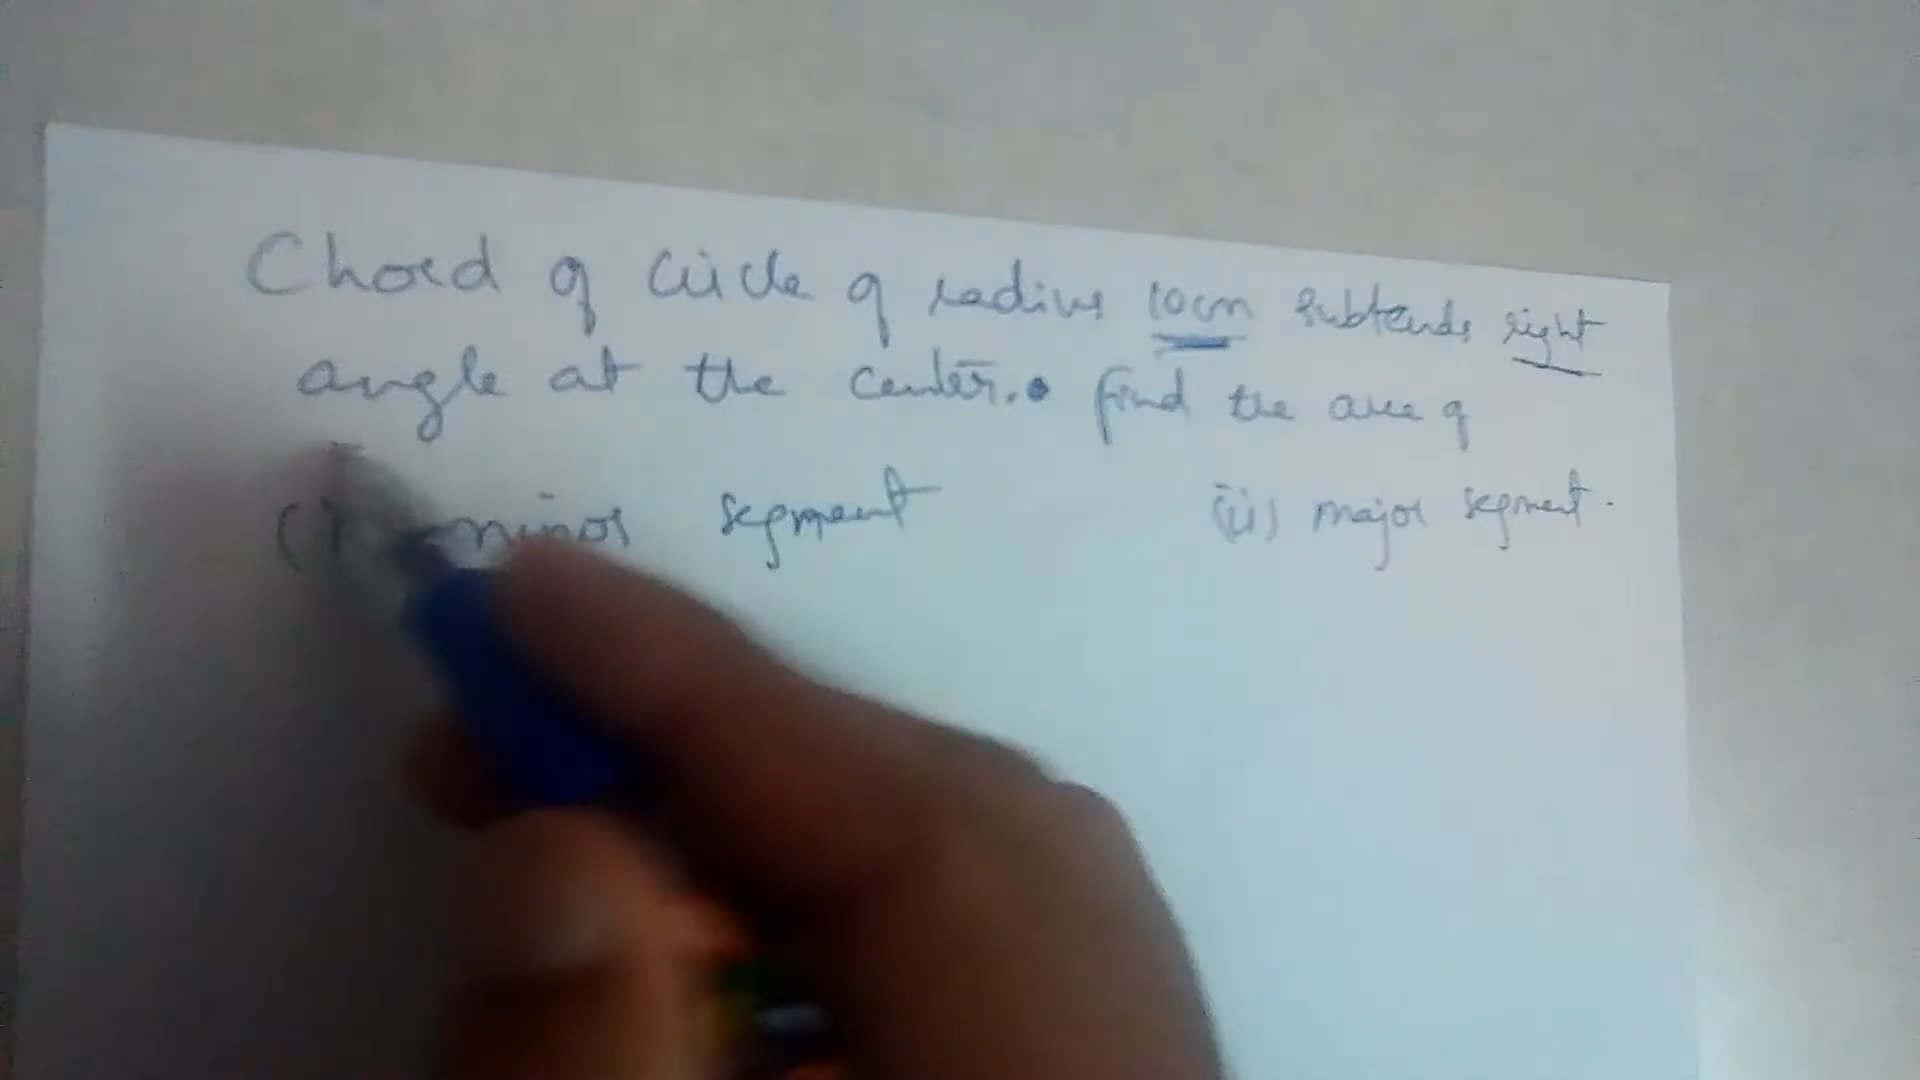 Chord of circle of radius 10cm subtends right
angle at the center. find the area of
(i) minor segment (ii) major segment.